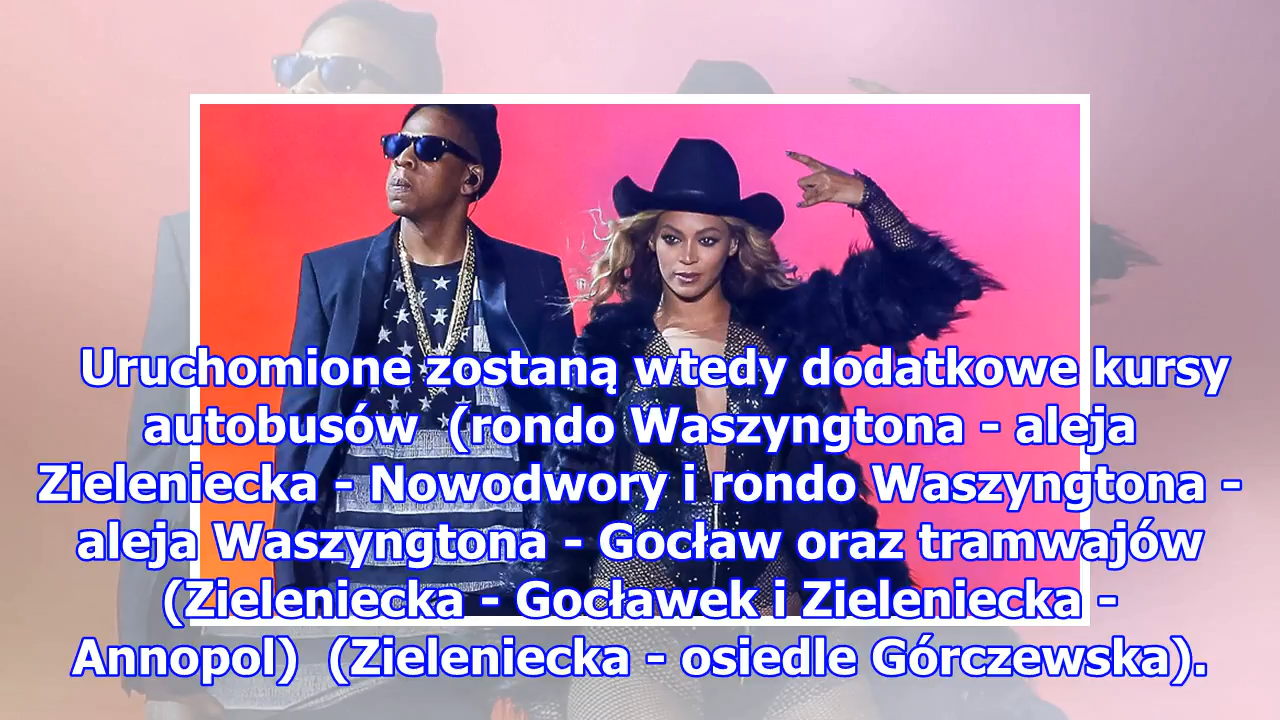 Uruchomione zostaną wtedy dodatkowe kursy
autobusów (rondo Waszyngtona - aleja
Zieleniecka - Nowodwory i rondo Waszyngtona -
aleja Waszyngtona - Gocław oraz tramwajów
(Zieleniecka - Gocławek i Zieleniecka -
Annopol) (Zieleniecka - osiedle Górczewska).